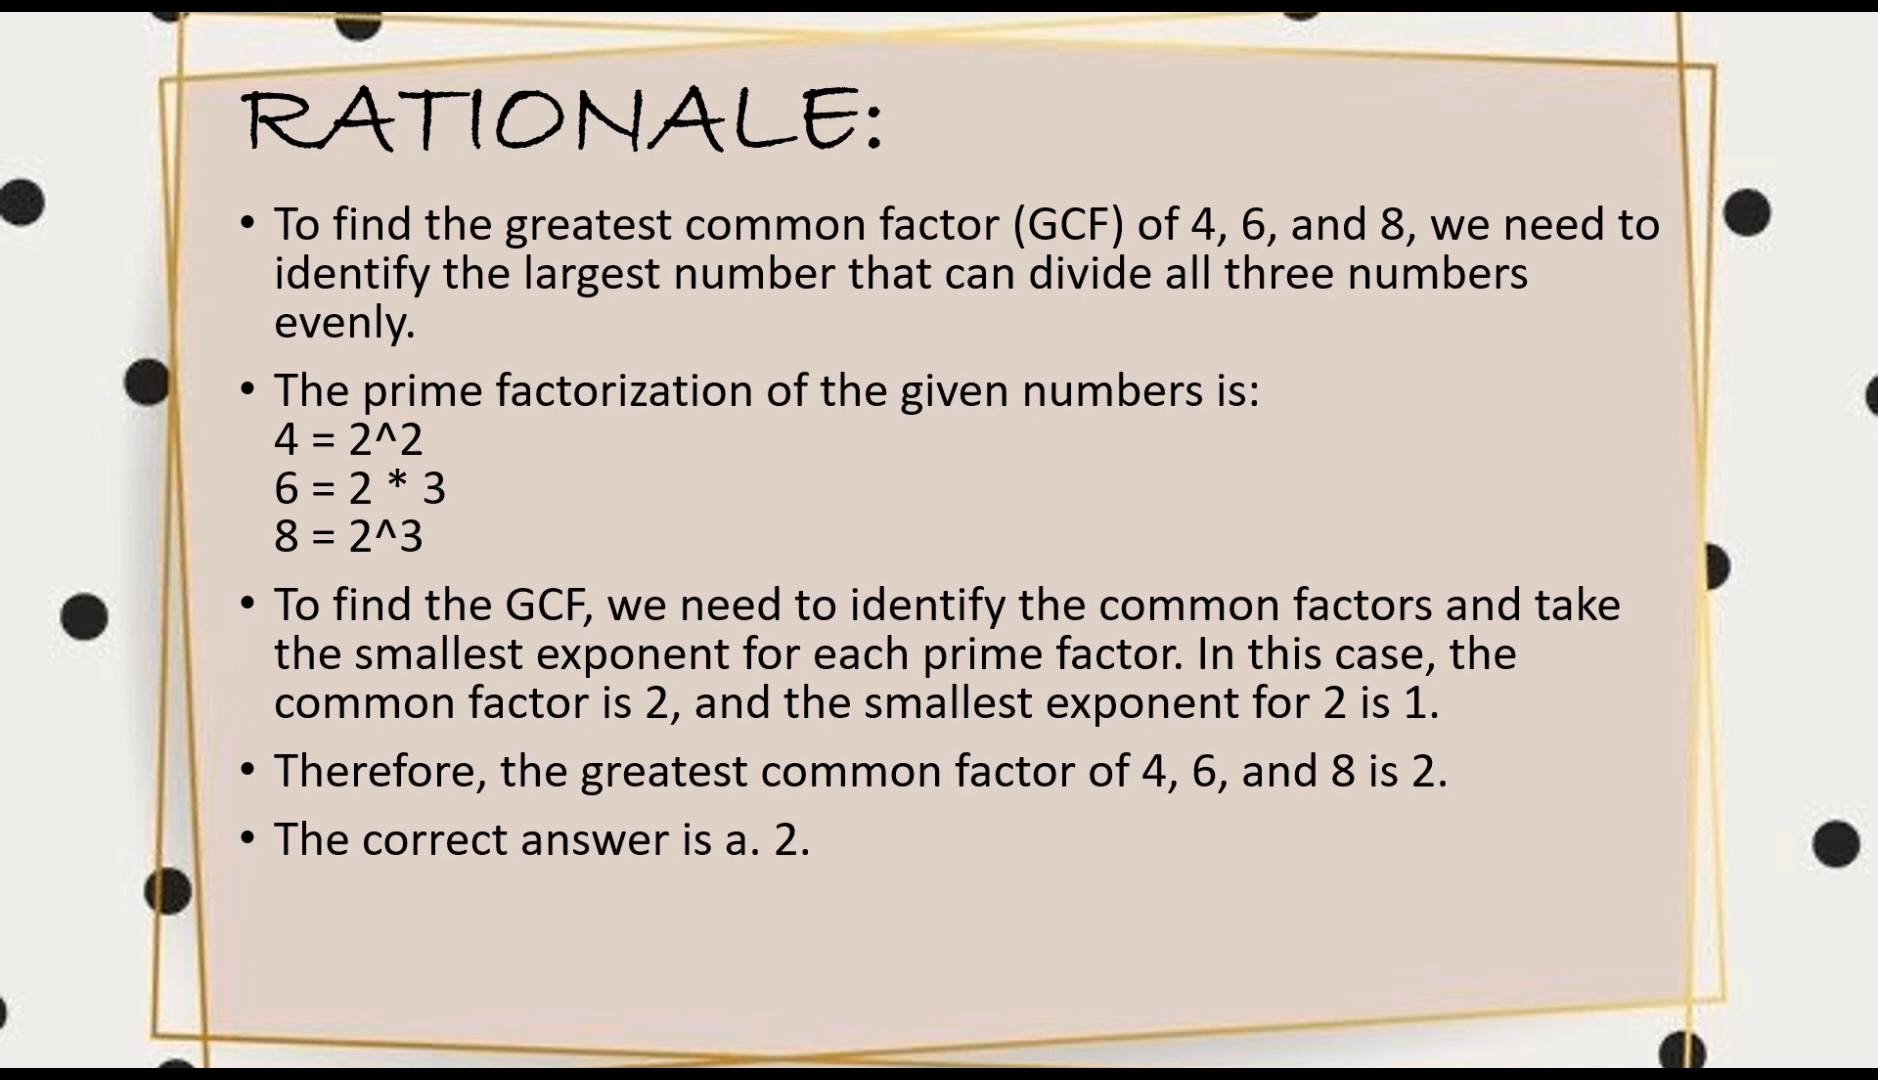 RATIONALE:
• To find the greatest common factor (GCF) of 4, 6, and 8, we need to
identify the largest number that can divide all three numbers
evenly.
• The prime factorization of the given numbers is:
4 = 2^2
6 = 2 * 3
8 = 2^3
• To find the GCF, we need to identify the common factors and take
the smallest exponent for each prime factor. In this case, the
common factor is 2, and the smallest exponent for 2 is 1.
• Therefore, the greatest common factor of 4, 6, and 8 is 2.
• The correct answer is a. 2.